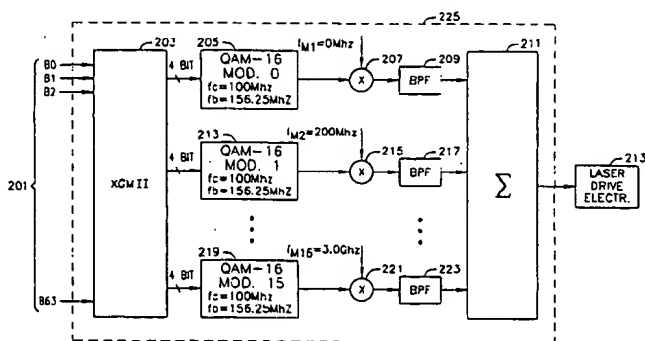 225
203
205
fM1=0Mhz
207
209
211
B0
B1
B2
4 BIT
QAM-16
MOD. 0
fc=100Mhz
fb=156.25MhZ
X
BPF
213
fM2=200Mhz
215
217
213
201
XGMII
4 BIT
QAM-16
MOD. 1
fc=100Mhz
fb=156.25MhZ
X
BPF
Σ
LASER
DRIVE
ELECTR.
219
fM16=3.0Ghz
221
223
B63
4 BIT
QAM-16
MOD. 15
fc=100Mhz
fb=156.25MhZ
X
BPF